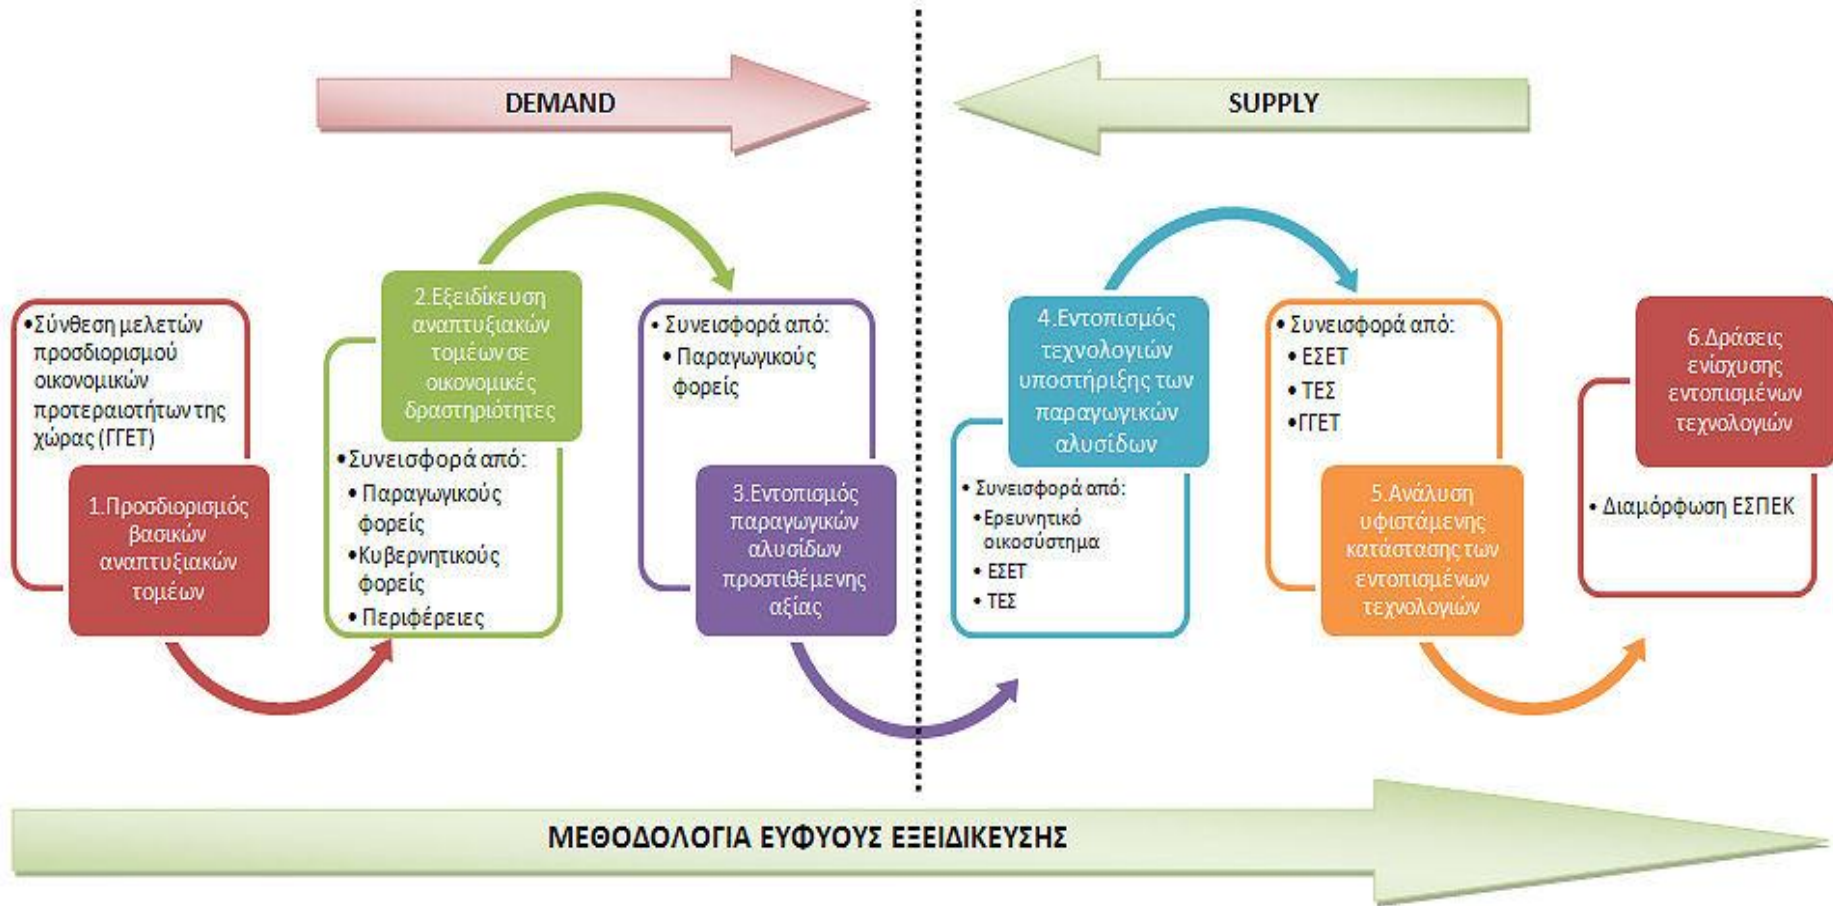 DEMAND
SUPPLY
•Σύνθεση μελετών
προσδιορισμού
οικονομικών
προτεραιοτήτων της
χώρας (ΓΓΕΤ)
1.Προσδιορισμός
βασικών
αναπτυξιακών
τομέων
2.Εξειδίκευση
αναπτυξιακών
τομέων σε
οικονομικές
δραστηριότητες
•Συνεισφορά από:
• Παραγωγικούς
φορείς
•Κυβερνητικούς
φορείς
• Περιφέρειες
• Συνεισφορά από:
• Παραγωγικούς
φορείς
3.Εντοπισμός
παραγωγικών
αλυσίδων
προστιθέμενης
αξίας
4.Εντοπισμός
τεχνολογιών
υποστήριξης των
παραγωγικών
αλυσίδων
• Συνεισφορά από:
•Ερευνητικό
οικοσύστημα
• ΕΣΕΤ
• ΤΕΣ
• Συνεισφορά από:
• ΕΣΕΤ
• ΤΕΣ
•ΓΓΕΤ
5.Ανάλυση
υφιστάμενης
κατάστασης των
εντοπισμένων
τεχνολογιών
6.Δράσεις
ενίσχυσης
εντοπισμένων
τεχνολογιών
• Διαμόρφωση ΕΣΠΕΚ
ΜΕΘΟΔΟΛΟΓΙΑ ΕΥΦΥΟΥΣ ΕΞΕΙΔΙΚΕΥΣΗΣ